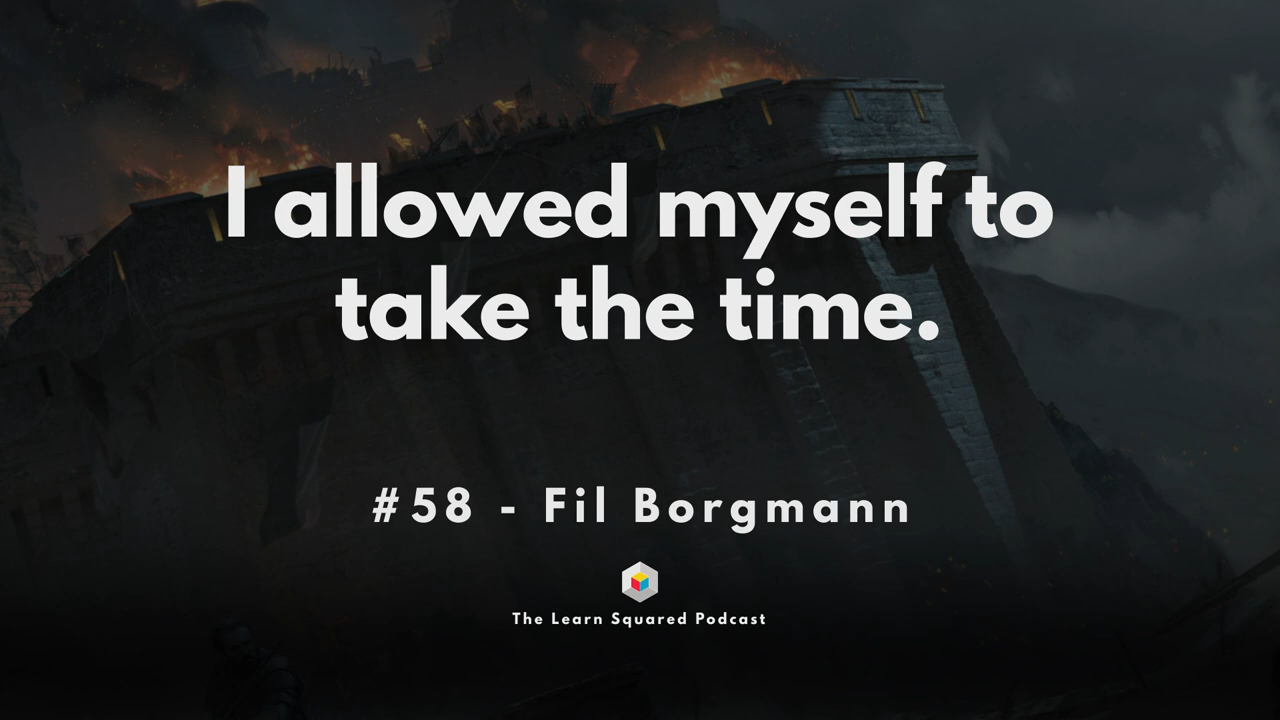 I allowed myself to
take the time.
#58 - Fil Borgmann
The Learn Squared Podcast